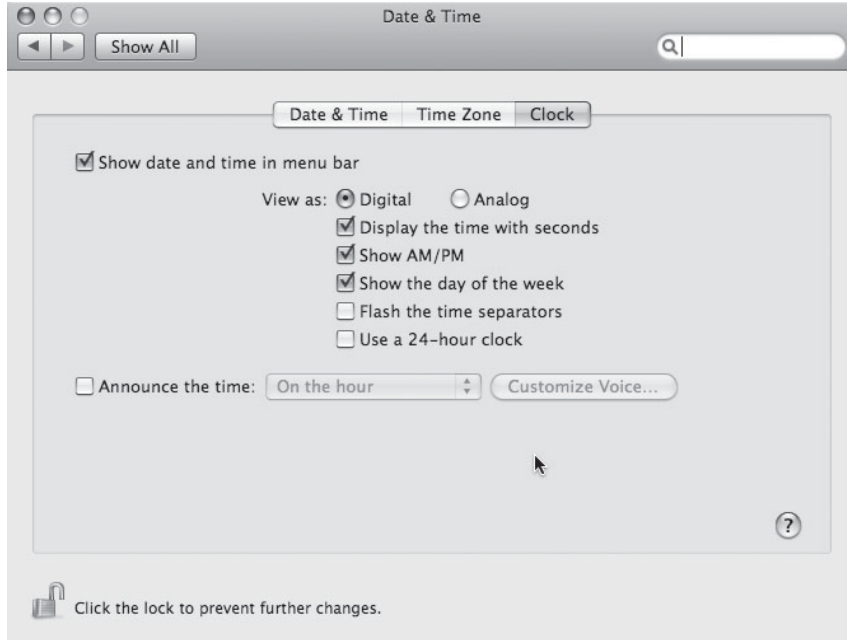 Date & Time
Show All
Date & Time Time Zone Clock
Show date and time in menu bar
View as: Digital Analog
Display the time with seconds
Show AM/PM
Show the day of the week
Flash the time separators
Use a 24-hour clock
Announce the time: On the hour Customize Voice...
?
Click the lock to prevent further changes.